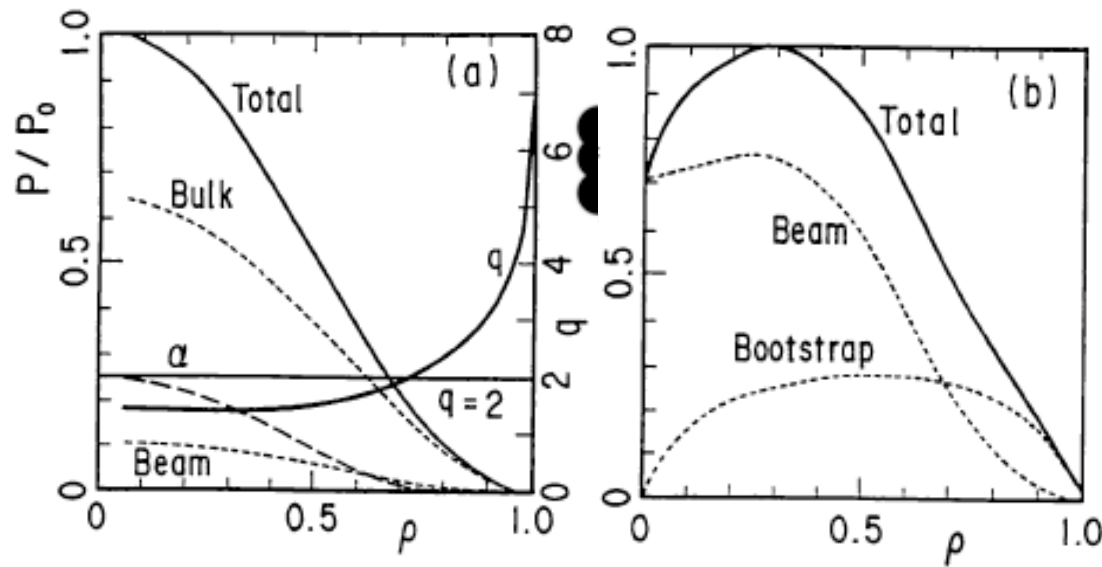 (a)
P / P₀
1.0
0.5
0
Total
Bulk
α
Beam
q
q = 2
8
6
4
2
0
q
0
0.5
ρ
1.0
(b)
1.0
0.5
0
Total
Beam
Bootstrap
0
0.5
ρ
1.0